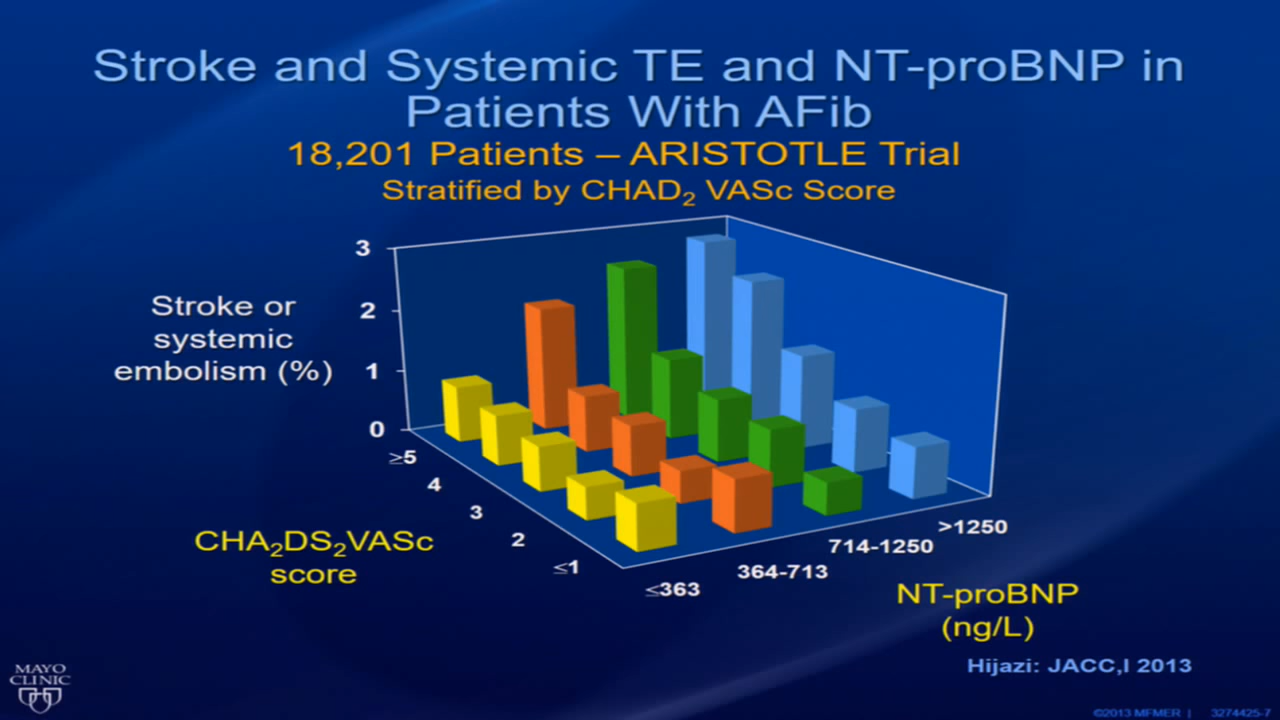 Stroke and Systemic TE and NT-proBNP in
Patients With AFib
18,201 Patients – ARISTOTLE Trial
Stratified by CHAD₂ VASc Score
Stroke or
systemic
embolism (%)
3
2
1
0
≥5
4
3
2
≤1
CHA₂DS₂VASc
score
≤363
364-713
714-1250
>1250
NT-proBNP
(ng/L)
Hijazi: JACC,I 2013
MAYO
CLINIC
©2013 MFMER | 3274425-7